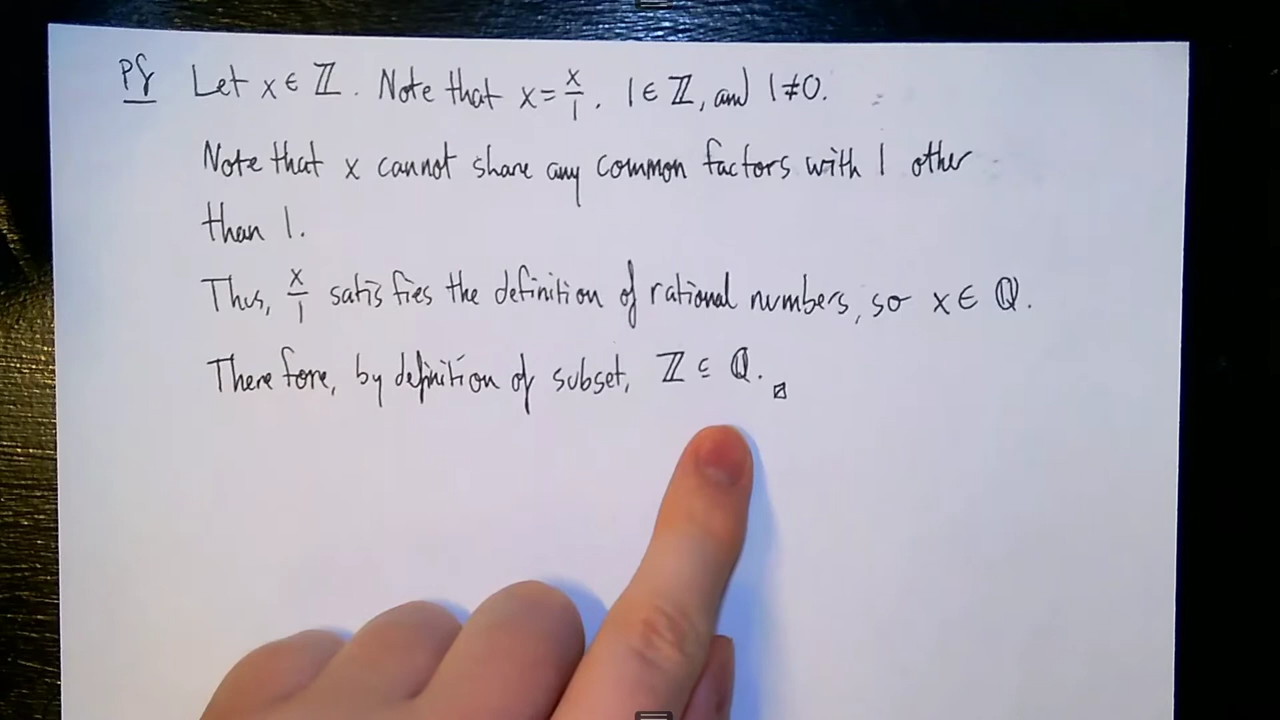 Pf Let x ∈ ℤ. Note that x = x/1. 1 ∈ ℤ, and 1 ≠ 0.
Note that x cannot share any common factors with 1 other
than 1.
Thus, x/1 satisfies the definition of rational numbers, so x ∈ ℚ.
Therefore, by definition of subset, ℤ ⊆ ℚ. □